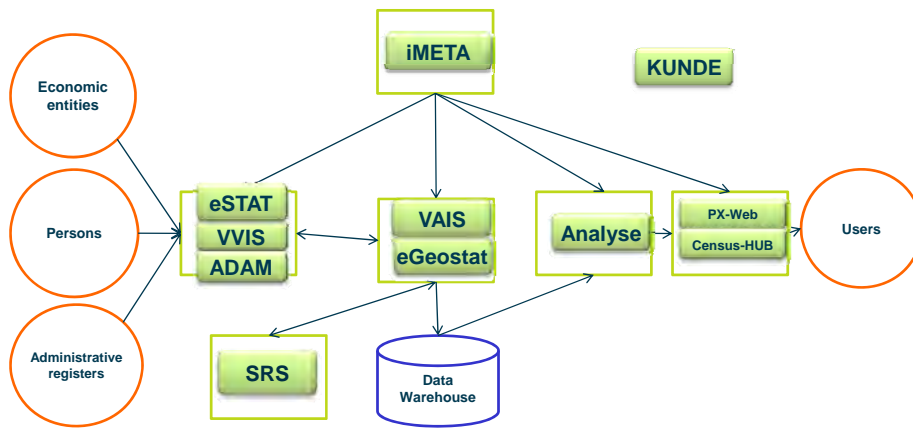 iMETA
KUNDE
Economic
entities
Persons
Administrative
registers
eSTAT
VVIS
ADAM
VAIS
eGeostat
Analyse
PX-Web
Census-HUB
Users
SRS
Data
Warehouse